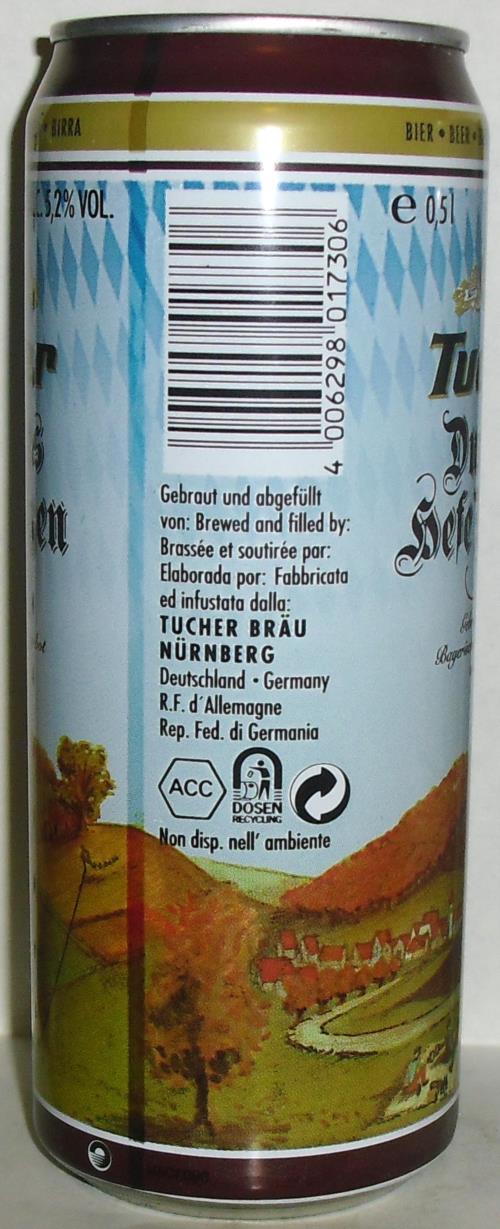 • BIRRA
BIER • BEER •
5,2% VOL.
e 0,5l
4 006298 017306
Tu
Gebraut und abgefüllt
von: Brewed and filled by:
Brassée et soutirée par:
Elaborada por: Fabbricata
ed infustata dalla:
TUCHER BRÄU
NÜRNBERG
Deutschland • Germany
R.F. d'Allemagne
Rep. Fed. di Germania
ACC
DOSEN
RECYCLING
Non disp. nell' ambiente